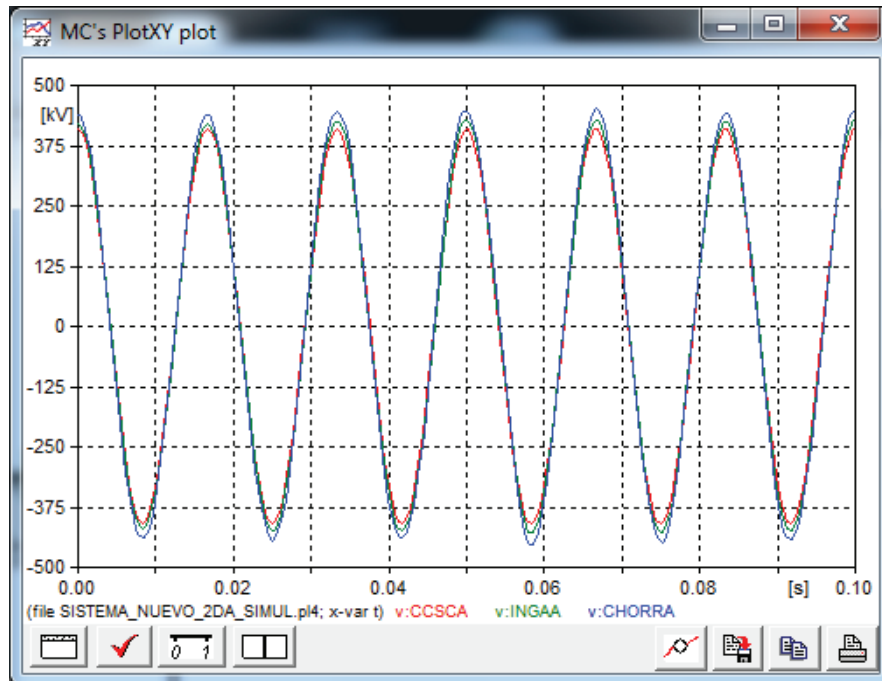 MC's PlotXY plot
500
[kV]
375
250
125
0
-125
-250
-375
-500
0.00 0.02 0.04 0.06 0.08 [s] 0.10
(file SISTEMA_NUEVO_2DA_SIMUL.pl4; x-var t) v:CCSCA v:INGAA v:CHORRA
0 1